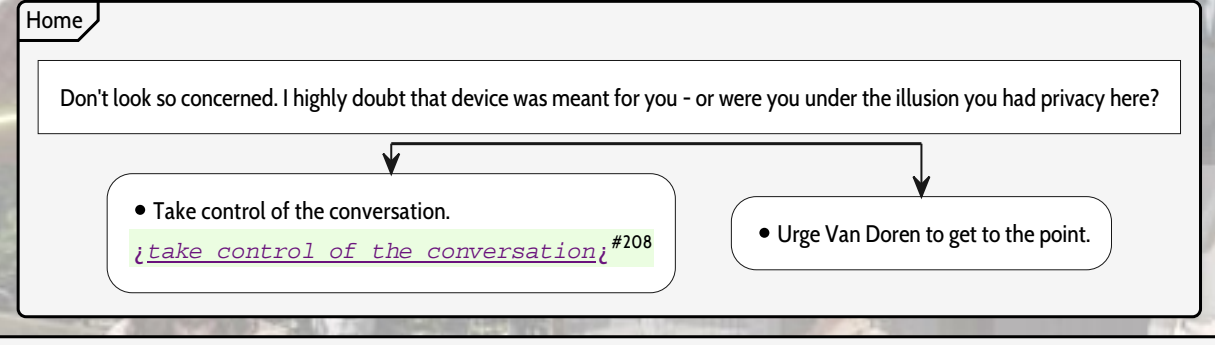 Home
Don't look so concerned. I highly doubt that device was meant for you - or were you under the illusion you had privacy here?
• Take control of the conversation.
¿take control of the conversation¿#208
• Urge Van Doren to get to the point.